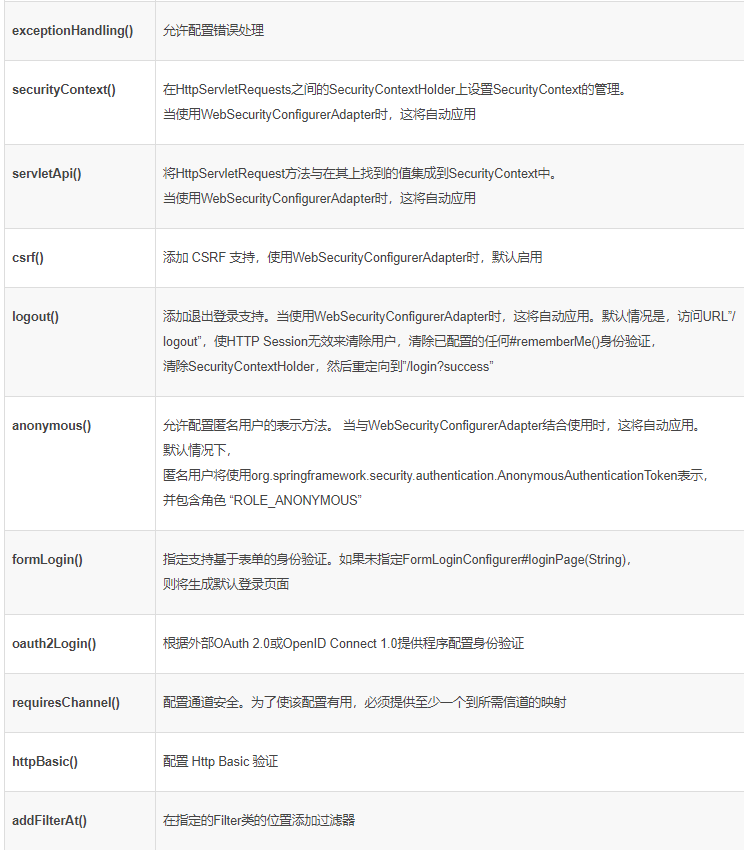 exceptionHandling() 允许配置错误处理
securityContext() 在HttpServletRequests之间的SecurityContextHolder上设置SecurityContext的管理。
当使用WebSecurityConfigurerAdapter时，这将自动应用
servletApi() 将HttpServletRequest方法与在其上找到的值集成到SecurityContext中。
当使用WebSecurityConfigurerAdapter时，这将自动应用
csrf() 添加 CSRF 支持，使用WebSecurityConfigurerAdapter时，默认启用
logout() 添加退出登录支持。当使用WebSecurityConfigurerAdapter时，这将自动应用。默认情况是，访问URL”/
logout”，使HTTP Session无效来清除用户，清除已配置的任何#rememberMe()身份验证，
清除SecurityContextHolder，然后重定向到”/login?success”
anonymous() 允许配置匿名用户的表示方法。 当与WebSecurityConfigurerAdapter结合使用时，这将自动应用。
默认情况下，
匿名用户将使用org.springframework.security.authentication.AnonymousAuthenticationToken表示，
并包含角色 “ROLE_ANONYMOUS”
formLogin() 指定支持基于表单的身份验证。如果未指定FormLoginConfigurer#loginPage(String)，
则将生成默认登录页面
oauth2Login() 根据外部OAuth 2.0或OpenID Connect 1.0提供程序配置身份验证
requiresChannel() 配置通道安全。为了使该配置有用，必须提供至少一个到所需信道的映射
httpBasic() 配置 Http Basic 验证
addFilterAt() 在指定的Filter类的位置添加过滤器